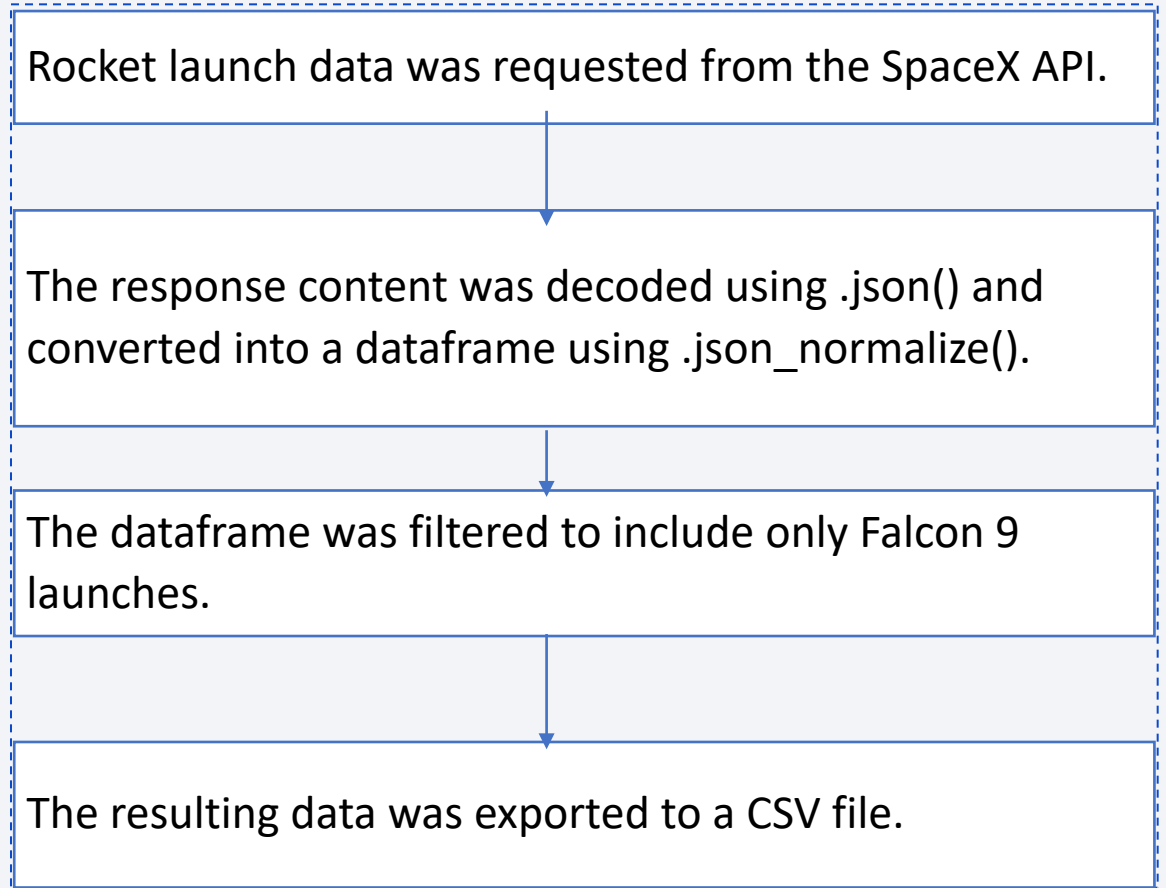 Rocket launch data was requested from the SpaceX API.
The response content was decoded using .json() and
converted into a dataframe using .json_normalize().
The dataframe was filtered to include only Falcon 9
launches.
The resulting data was exported to a CSV file.